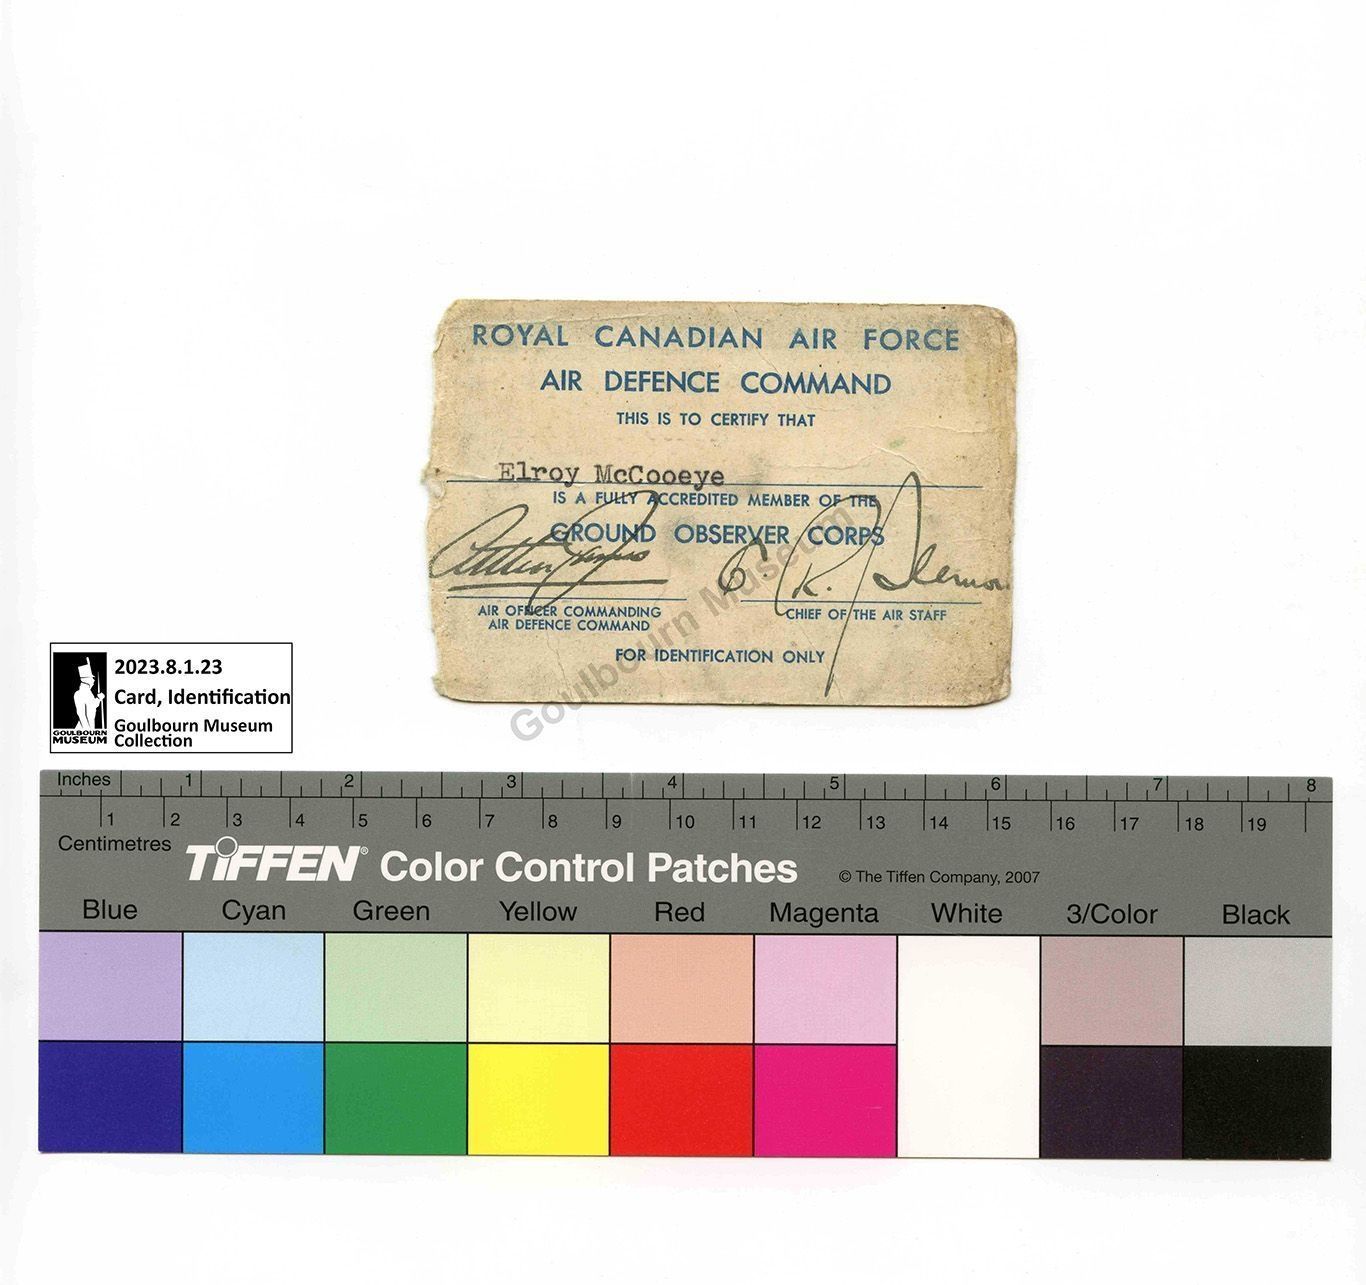 ROYAL CANADIAN AIR FORCE
AIR DEFENCE COMMAND
THIS IS TO CERTIFY THAT
Elroy McCooeye
IS A FULLY ACCREDITED MEMBER OF THE
GROUND OBSERVER CORPS
C. R.
AIR OFFICER COMMANDING
AIR DEFENCE COMMAND
CHIEF OF THE AIR STAFF
FOR IDENTIFICATION ONLY
Goulbourn Museum
2023.8.1.23
Card, Identification
Goulbourn Museum
Collection
GOULBOURN
MUSEUM
Inches 1 2 3 4 5 6 7 8
1 2 3 4 5 6 7 8 9 10 11 12 13 14 15 16 17 18 19
Centimetres
TIFFEN® Color Control Patches © The Tiffen Company, 2007
Blue Cyan Green Yellow Red Magenta White 3/Color Black